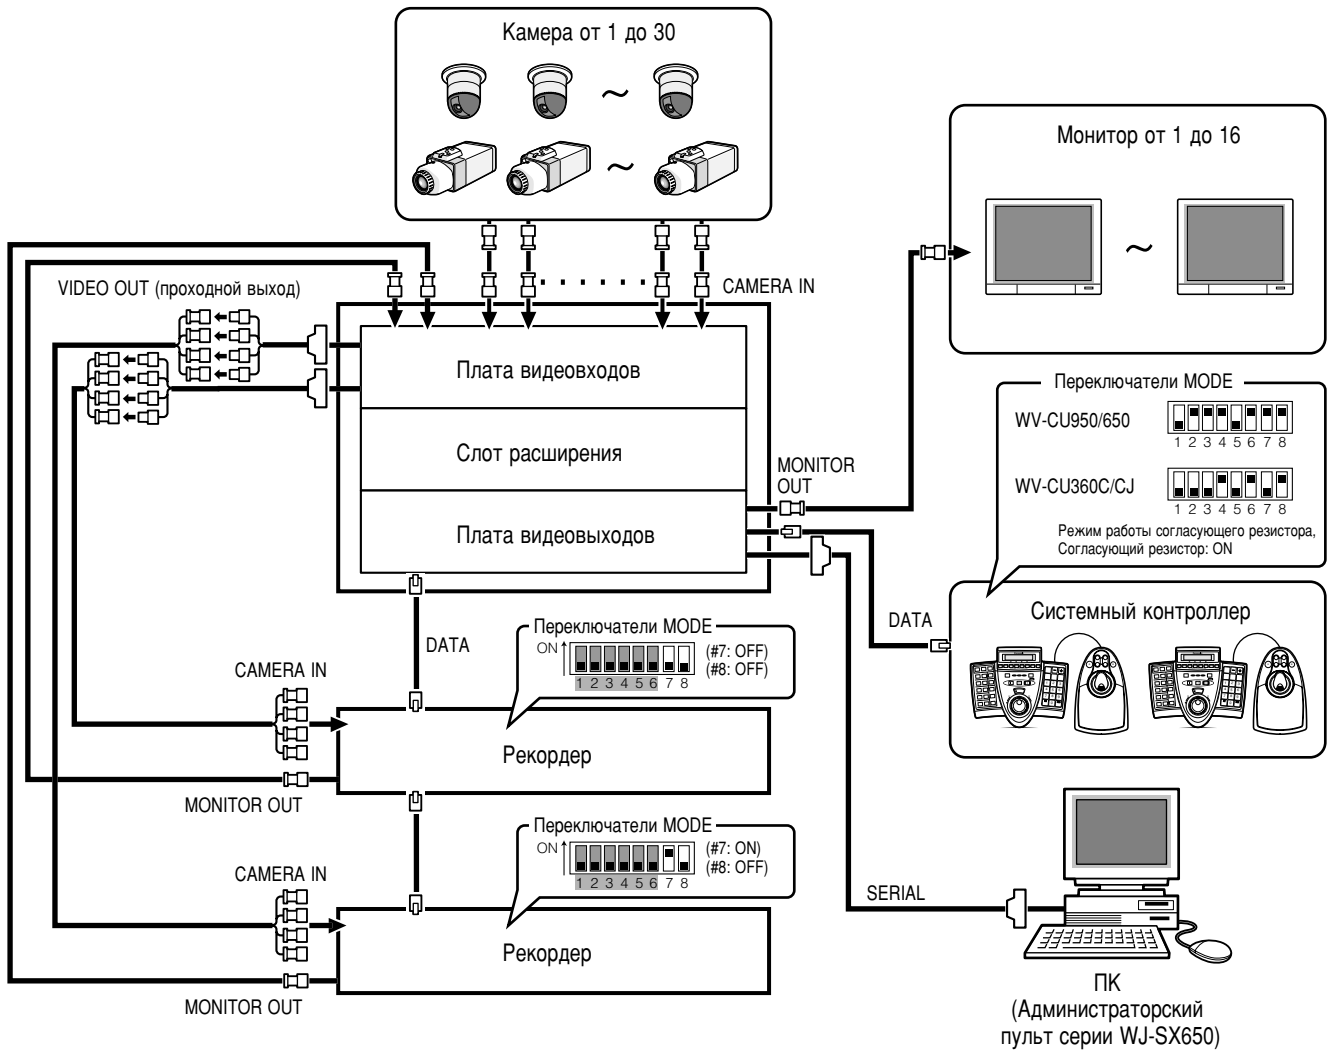 Камера от 1 до 30
Монитор от 1 до 16
VIDEO OUT (проходной выход)
CAMERA IN
Плата видеовходов
Слот расширения
Плата видеовыходов
MONITOR
OUT
Переключатели MODE
WV-CU950/650
1 2 3 4 5 6 7 8
WV-CU360C/CJ
1 2 3 4 5 6 7 8
Режим работы согласующего резистора,
Согласующий резистор: ON
DATA
Системный контроллер
DATA
Переключатели MODE
ON
(#7: OFF)
(#8: OFF)
1 2 3 4 5 6 7 8
CAMERA IN
Рекордер
MONITOR OUT
Переключатели MODE
ON
(#7: ON)
(#8: OFF)
1 2 3 4 5 6 7 8
CAMERA IN
Рекордер
MONITOR OUT
SERIAL
ПК
(Администраторский
пульт серии WJ-SX650)